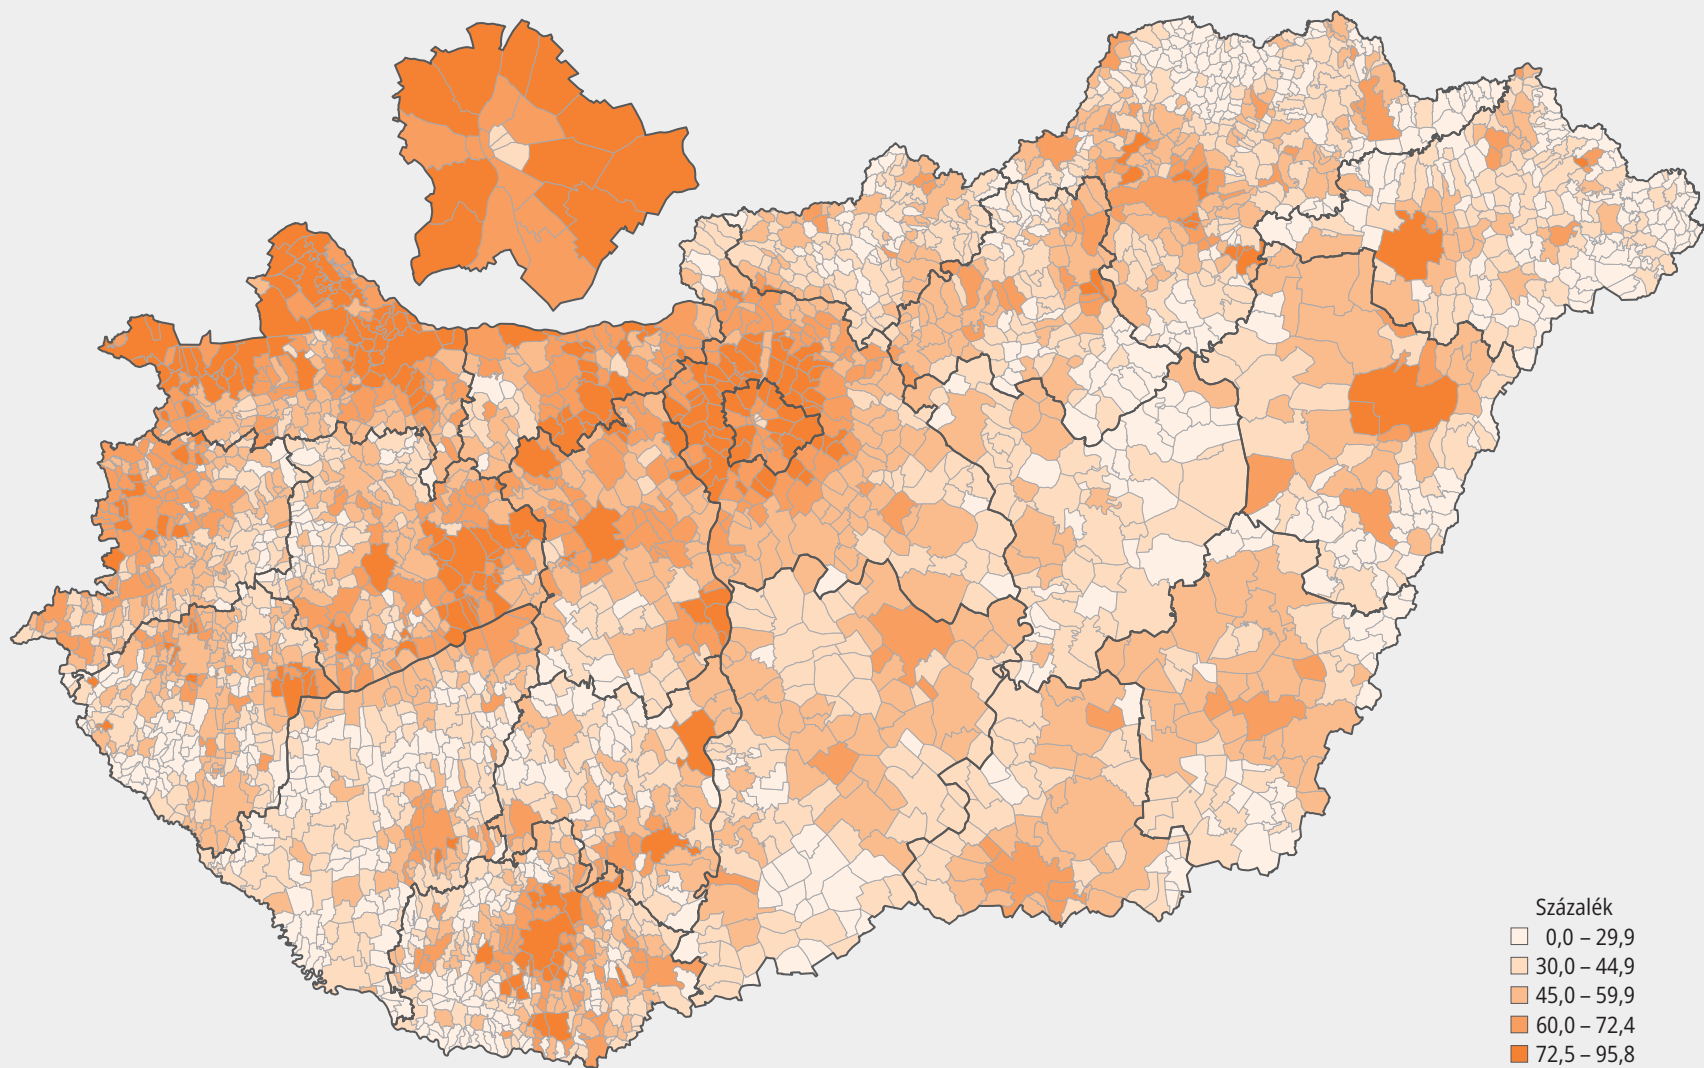 Százalék
0,0 – 29,9
30,0 – 44,9
45,0 – 59,9
60,0 – 72,4
72,5 – 95,8